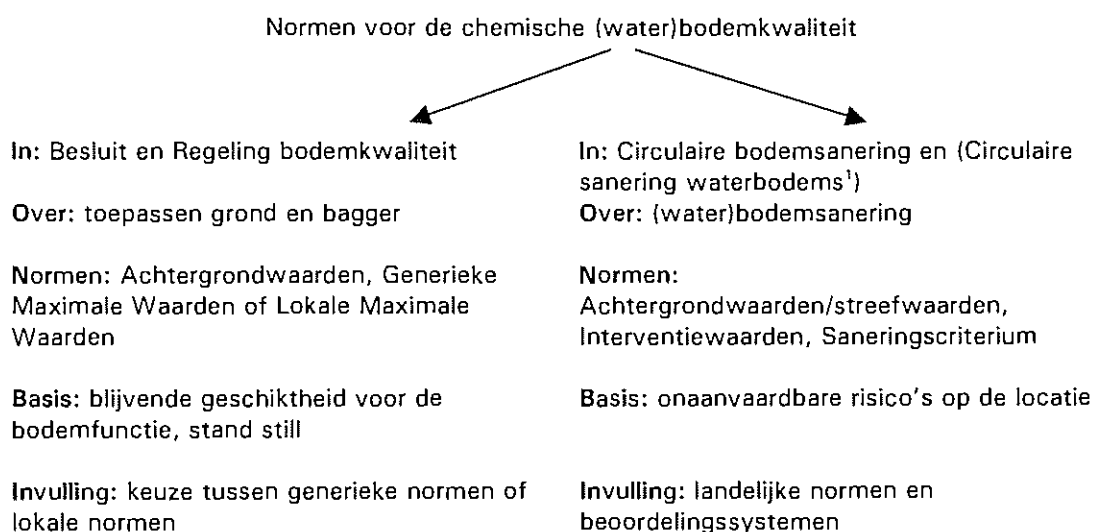 Normen voor de chemische (water)bodemkwaliteit
In: Besluit en Regeling bodemkwaliteit
Over: toepassen grond en bagger
Normen: Achtergrondwaarden, Generieke
Maximale Waarden of Lokale Maximale
Waarden
Basis: blijvende geschiktheid voor de
bodemfunctie, stand still
Invulling: keuze tussen generieke normen of
lokale normen
In: Circulaire bodemsanering en (Circulaire
sanering waterbodems¹)
Over: (water)bodemsanering
Normen:
Achtergrondwaarden/streefwaarden,
Interventiewaarden, Saneringscriterium
Basis: onaanvaardbare risico's op de locatie
Invulling: landelijke normen en
beoordelingssystemen